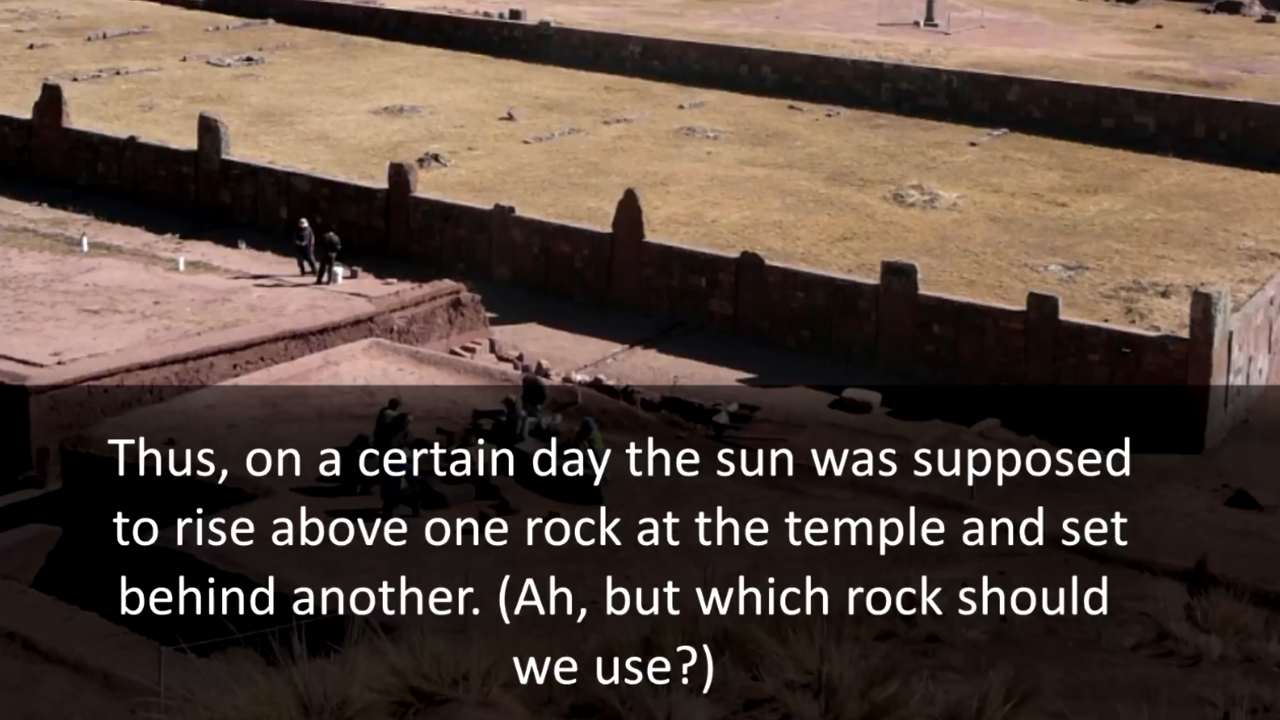 Thus, on a certain day the sun was supposed
to rise above one rock at the temple and set
behind another. (Ah, but which rock should
we use?)